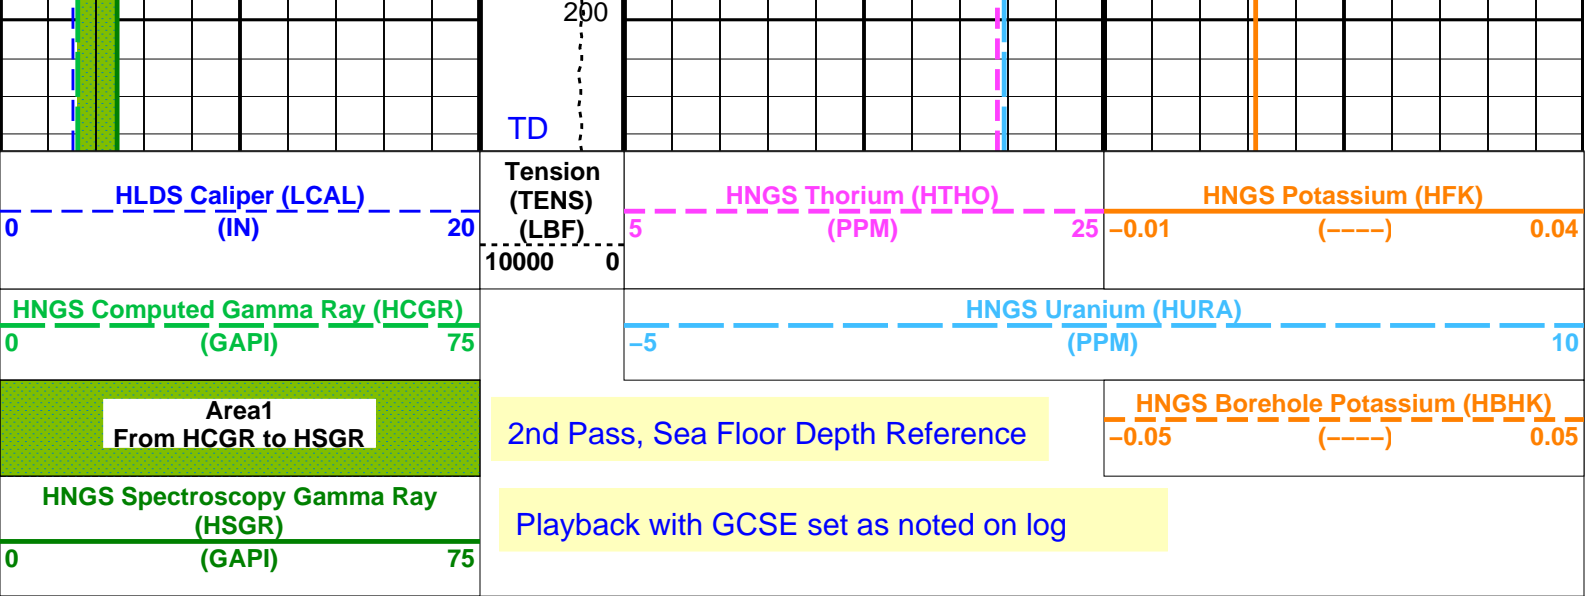 200
TD
HLDS Caliper (LCAL)
0 (IN) 20
Tension
(TENS)
(LBF)
10000 0
HNGS Thorium (HTHO)
5 (PPM) 25
HNGS Potassium (HFK)
−0.01 (−−−−) 0.04
HNGS Computed Gamma Ray (HCGR)
0 (GAPI) 75
HNGS Uranium (HURA)
−5 (PPM) 10
Area1
From HCGR to HSGR
2nd Pass, Sea Floor Depth Reference
HNGS Borehole Potassium (HBHK)
−0.05 (−−−−) 0.05
HNGS Spectroscopy Gamma Ray
(HSGR)
0 (GAPI) 75
Playback with GCSE set as noted on log